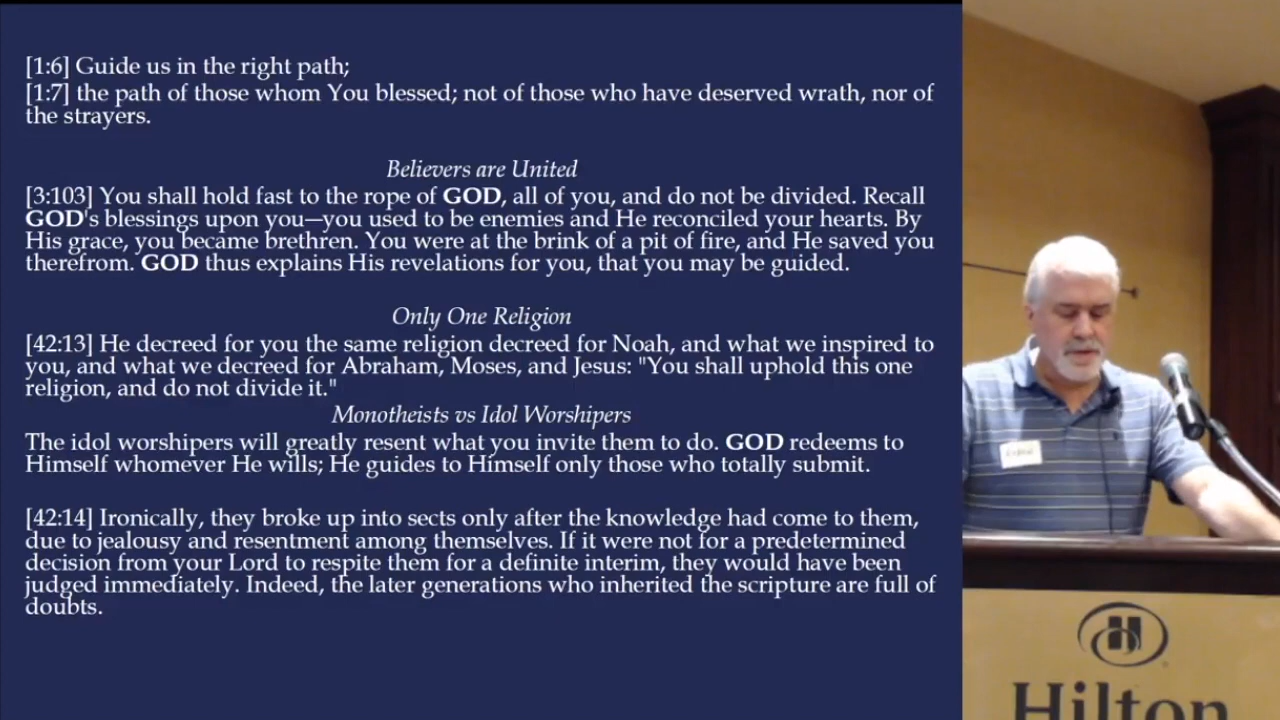 [1:6] Guide us in the right path;
[1:7] the path of those whom You blessed; not of those who have deserved wrath, nor of
the strayers.
Believers are United
[3:103] You shall hold fast to the rope of GOD, all of you, and do not be divided. Recall
GOD's blessings upon you—you used to be enemies and He reconciled your hearts. By
His grace, you became brethren. You were at the brink of a pit of fire, and He saved you
therefrom. GOD thus explains His revelations for you, that you may be guided.
Only One Religion
[42:13] He decreed for you the same religion decreed for Noah, and what we inspired to
you, and what we decreed for Abraham, Moses, and Jesus: "You shall uphold this one
religion, and do not divide it."
Monotheists vs Idol Worshipers
The idol worshipers will greatly resent what you invite them to do. GOD redeems to
Himself whomever He wills; He guides to Himself only those who totally submit.
[42:14] Ironically, they broke up into sects only after the knowledge had come to them,
due to jealousy and resentment among themselves. If it were not for a predetermined
decision from your Lord to respite them for a definite interim, they would have been
judged immediately. Indeed, the later generations who inherited the scripture are full of
doubts.
H
Hilton